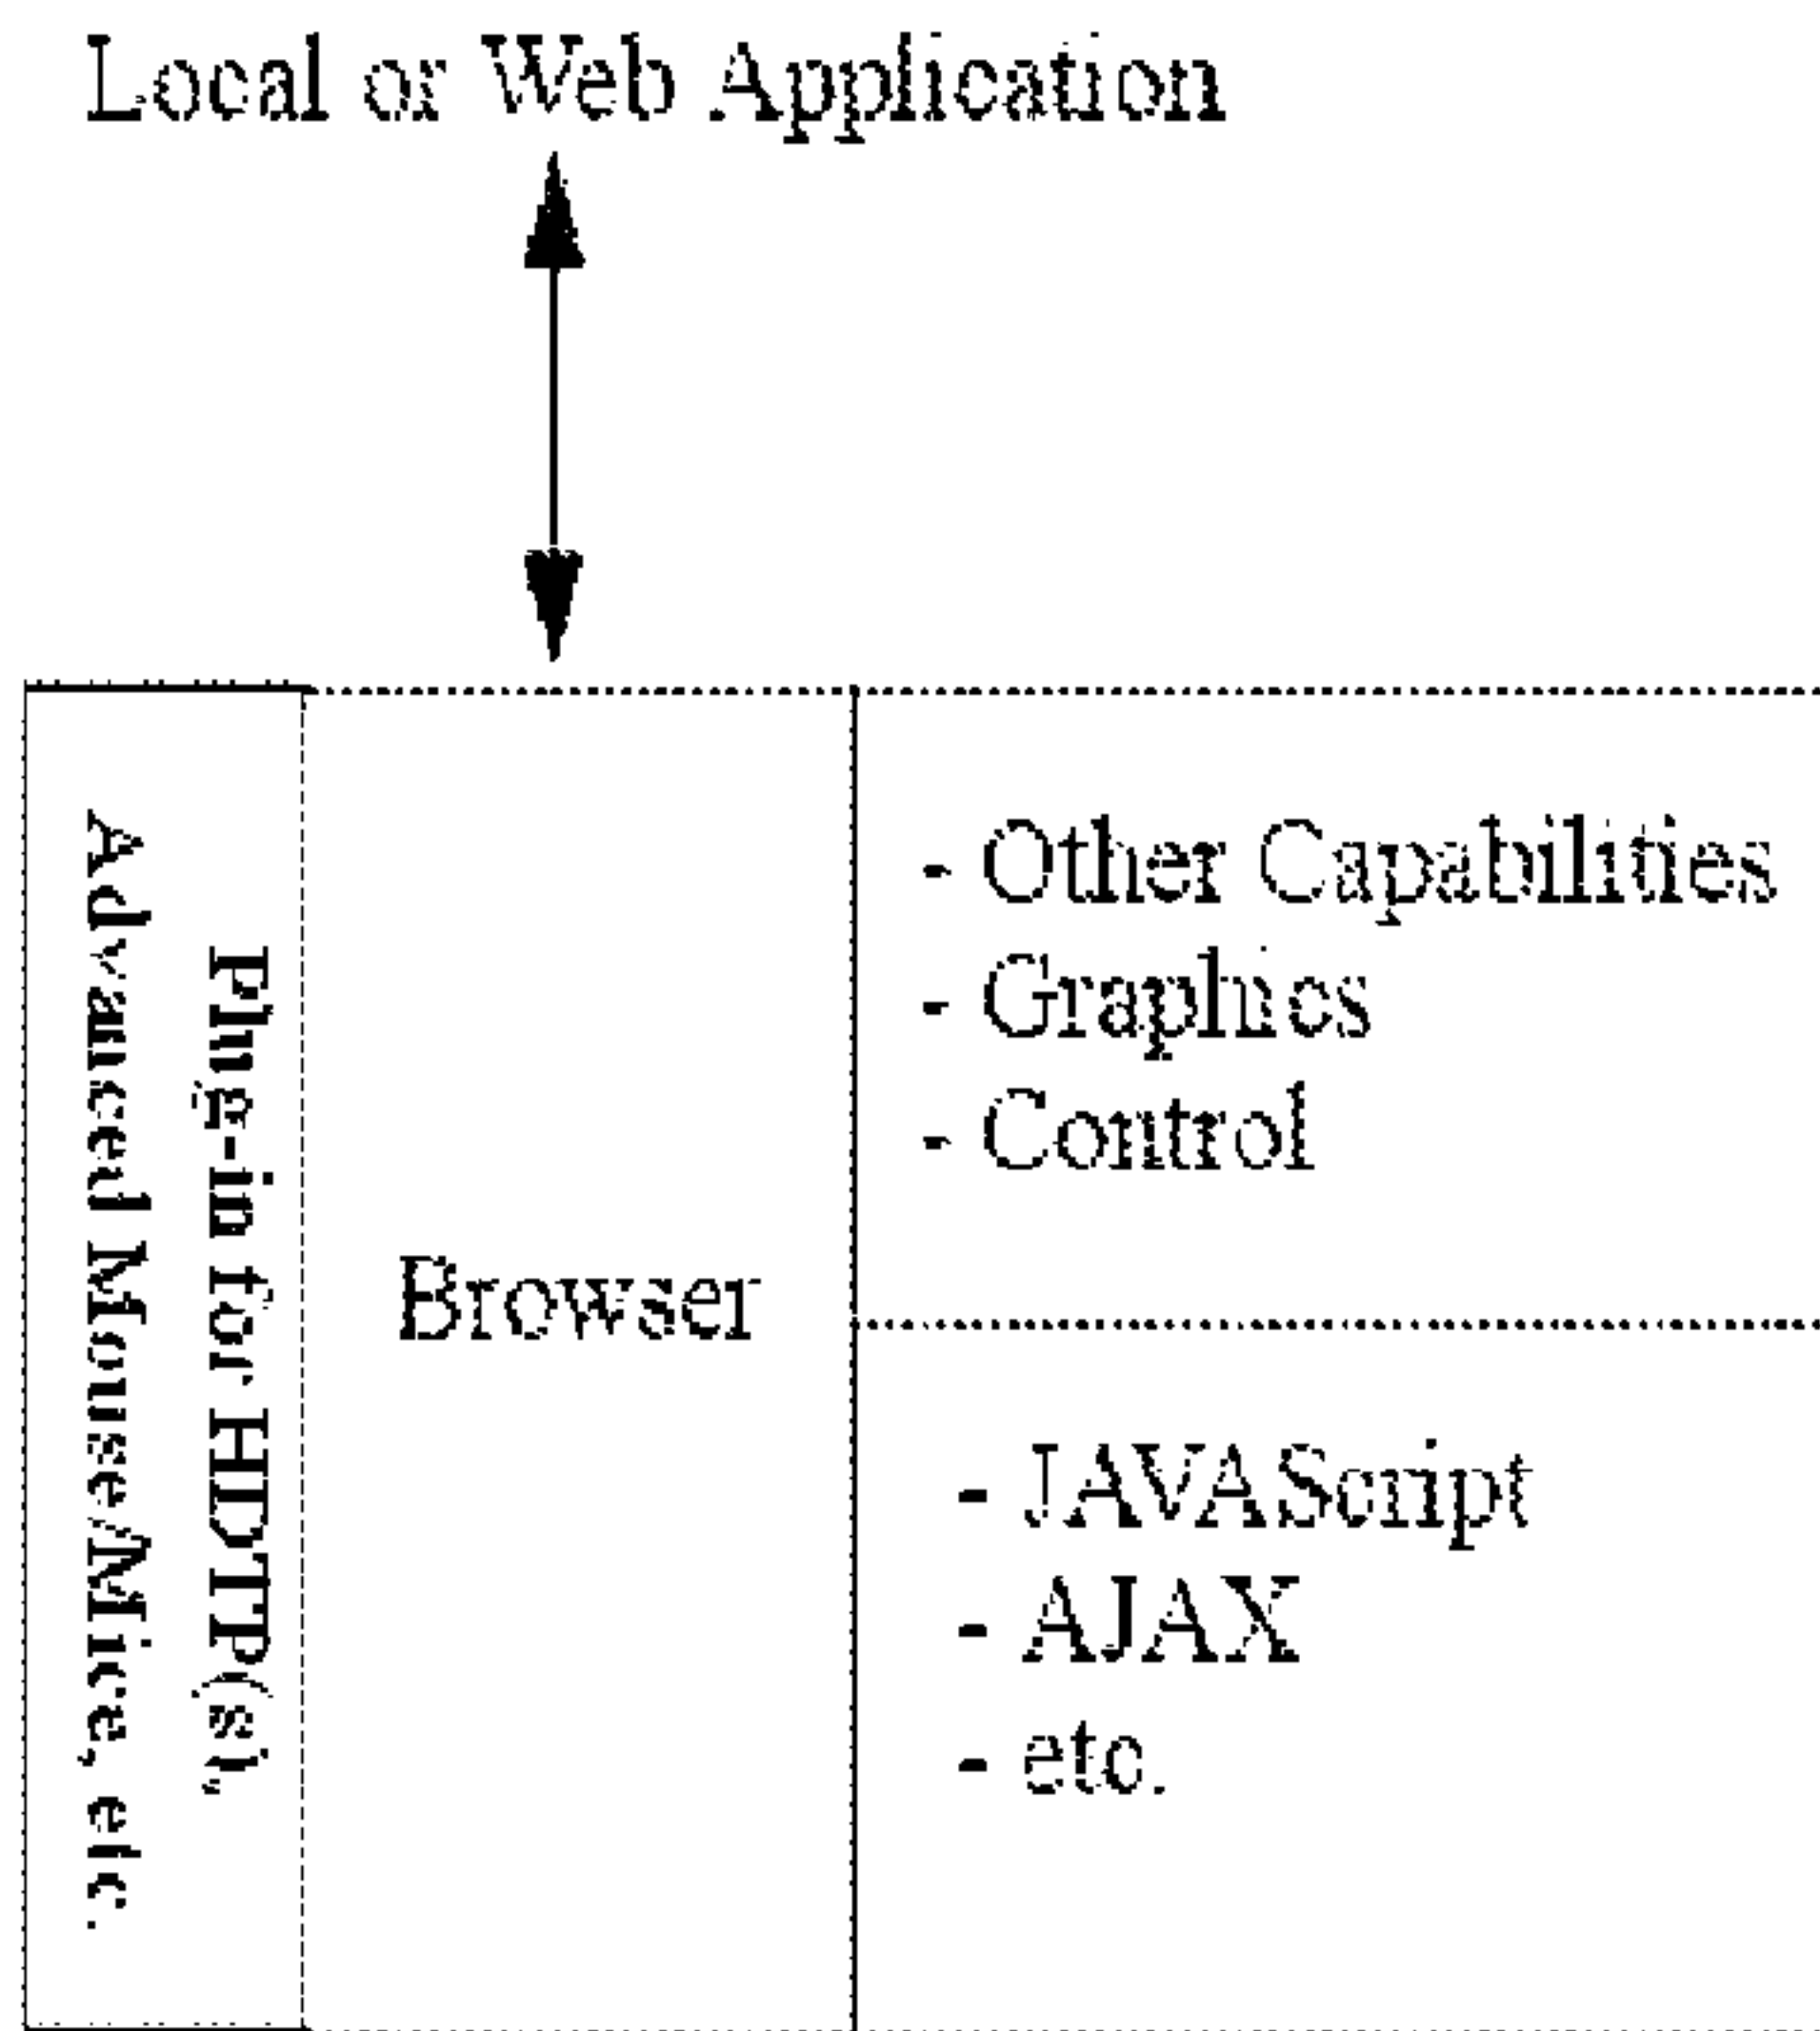 Local or Web Application
Plug-in for HDTP(s),
Advanced Mouse/Mice, etc.
Browser
- Other Capabilities
- Graphics
- Control
- JAVAScript
- AJAX
- etc.